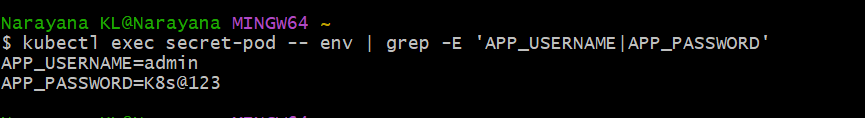 Narayana KL@Narayana MINGW64 ~
$ kubectl exec secret-pod -- env | grep -E 'APP_USERNAME|APP_PASSWORD'
APP_USERNAME=admin
APP_PASSWORD=K8s@123